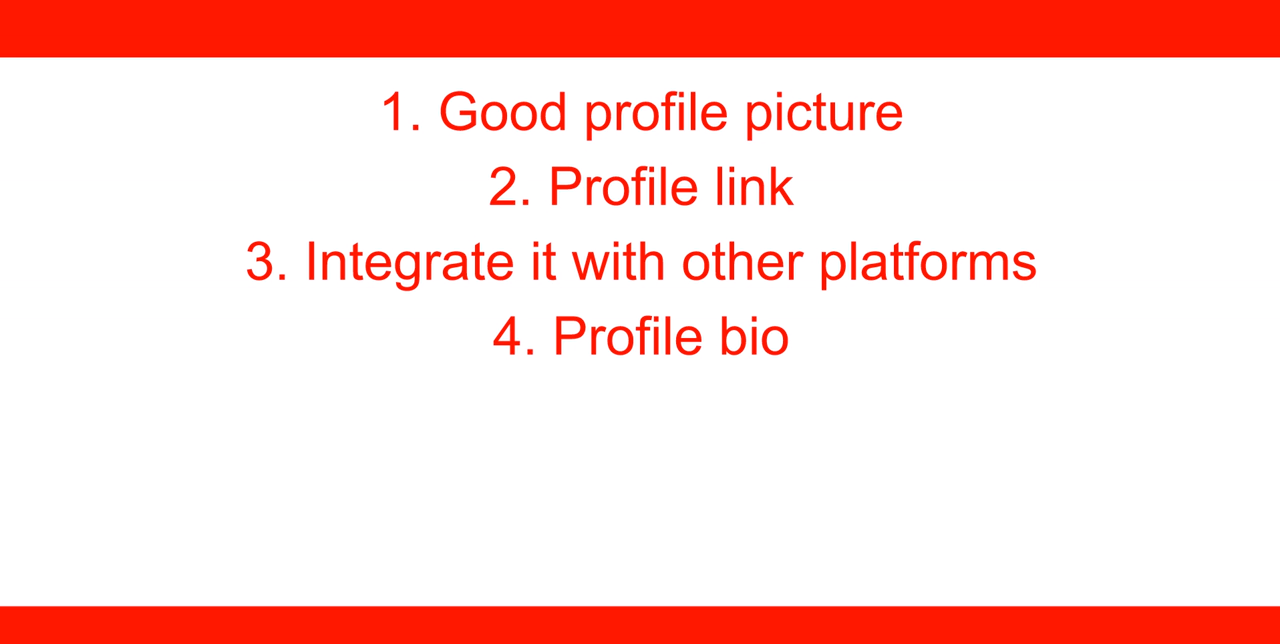 1. Good profile picture
2. Profile link
3. Integrate it with other platforms
4. Profile bio